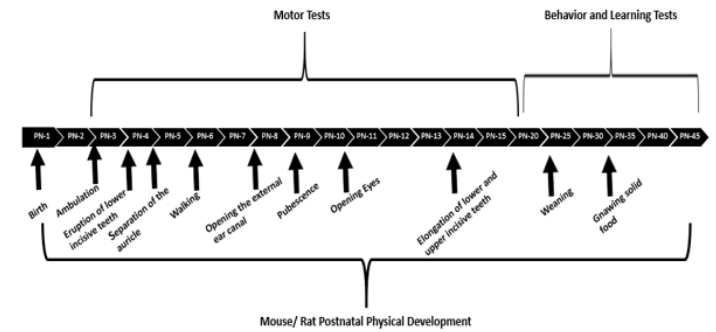 Motor Tests
Behavior and Learning Tests
PN-1 PN-2 PN-3 PN-4 PN-5 PN-6 PN-7 PN-8 PN-9 PN-10 PN-11 PN-12 PN-13 PN-14 PN-15 PN-20 PN-25 PN-30 PN-35 PN-40 PN-45
Birth
Ambulation
Eruption of lower
incisive teeth
Separation of the
auricle
Walking
Opening the external
ear canal
Pubescence
Opening Eyes
Elongation of lower and
upper incisive teeth
Weaning
Gnawing solid
food
Mouse/ Rat Postnatal Physical Development